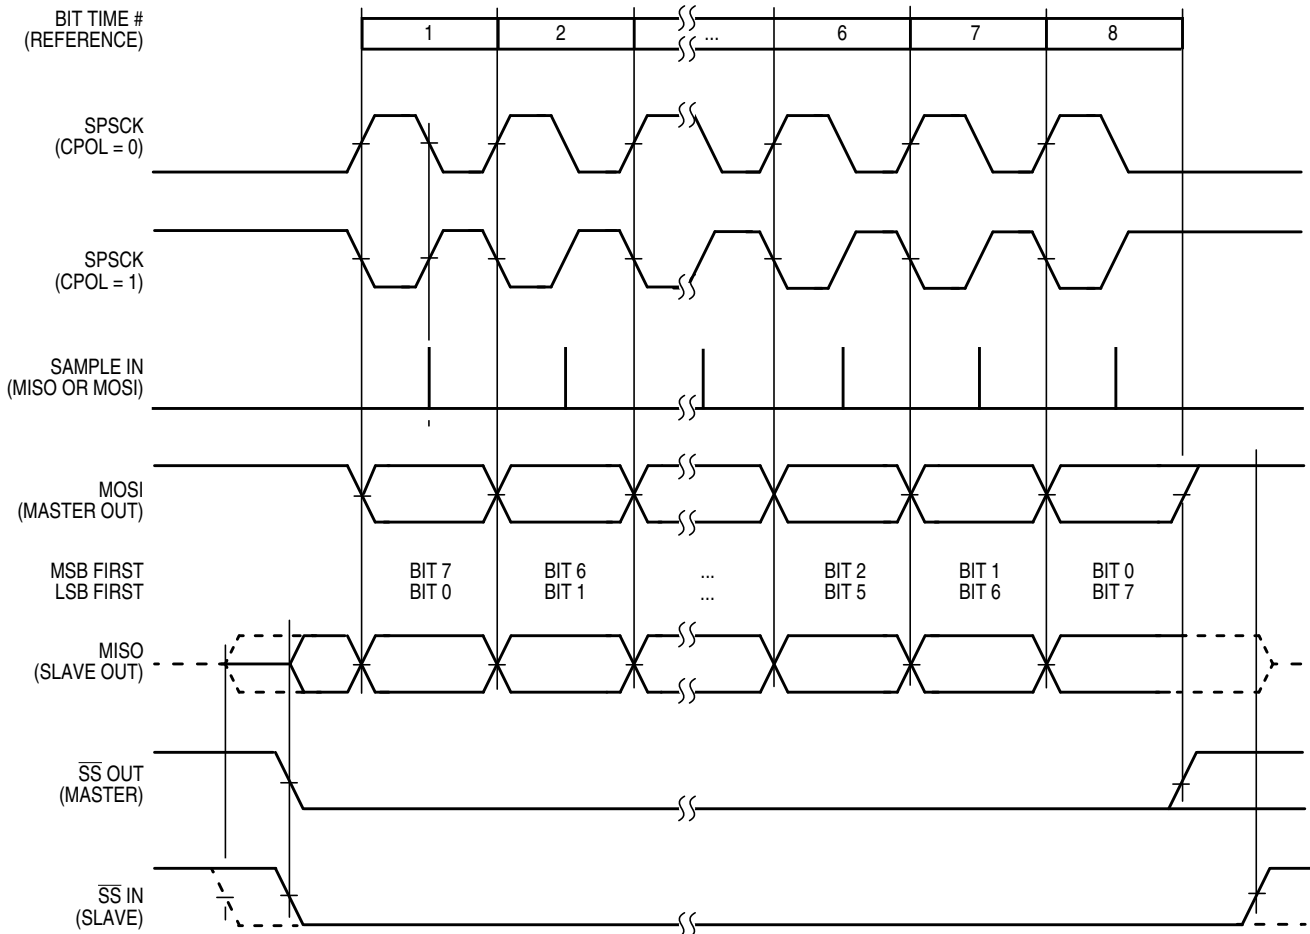 BIT TIME #
(REFERENCE)
1 2 ... 6 7 8
SPSCK
(CPOL = 0)
SPSCK
(CPOL = 1)
SAMPLE IN
(MISO OR MOSI)
MOSI
(MASTER OUT)
MSB FIRST BIT 7 BIT 6 ... BIT 2 BIT 1 BIT 0
LSB FIRST BIT 0 BIT 1 ... BIT 5 BIT 6 BIT 7
MISO
(SLAVE OUT)
S̅S̅ OUT
(MASTER)
S̅S̅ IN
(SLAVE)